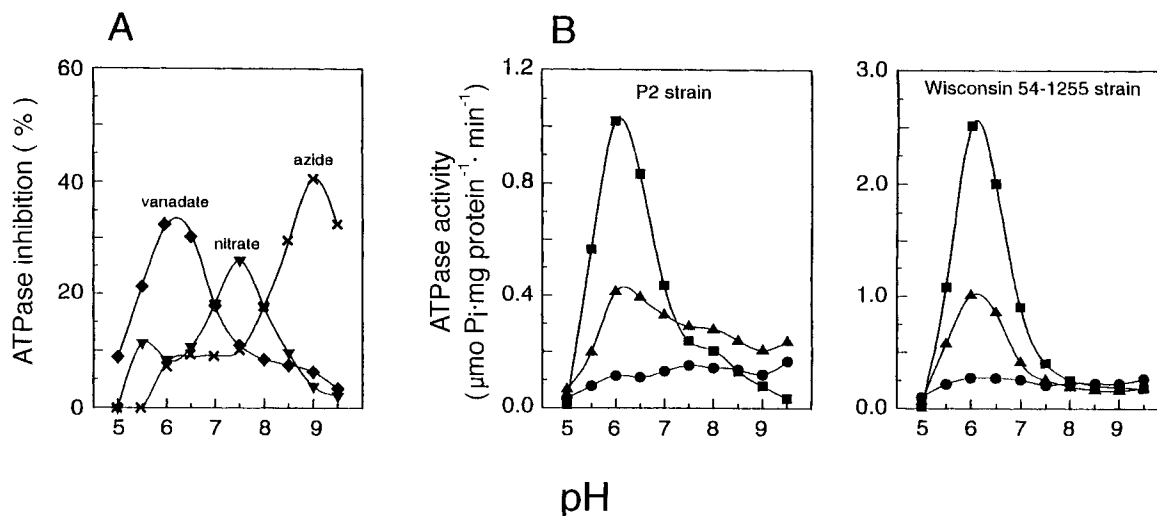 A
B
ATPase inhibition ( % )
60
40
20
0
vanadate
nitrate
azide
5 6 7 8 9
ATPase activity
( µmo Pi·mg protein⁻¹· min⁻¹ )
1.2
0.8
0.4
0.0
P2 strain
5 6 7 8 9
3.0
2.0
1.0
0.0
Wisconsin 54-1255 strain
5 6 7 8 9
pH